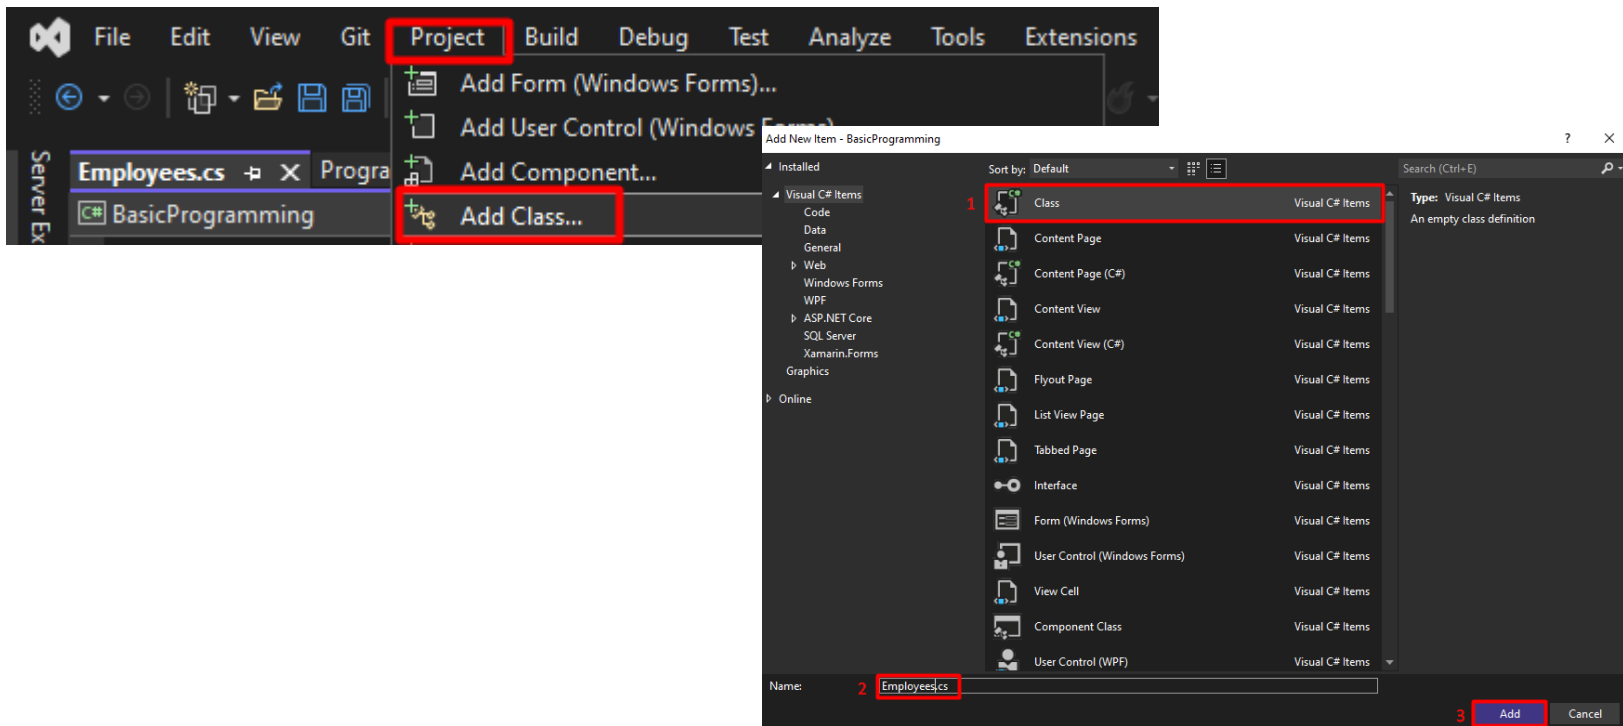 File Edit View Git Project Build Debug Test Analyze Tools Extensions
Add Form (Windows Forms)...
Add User Control (Windows Forms)...
Employees.cs Progra
Add Component...
C# BasicProgramming
Add Class...
Server Ex
Add New Item - BasicProgramming ? X
Installed
Sort by: Default
Search (Ctrl+E)
Visual C# Items
Code
Data
General
Web
Windows Forms
WPF
ASP.NET Core
SQL Server
Xamarin.Forms
Graphics
Online
1 Class Visual C# Items
Content Page Visual C# Items
Content Page (C#) Visual C# Items
Content View Visual C# Items
Content View (C#) Visual C# Items
Flyout Page Visual C# Items
List View Page Visual C# Items
Tabbed Page Visual C# Items
Interface Visual C# Items
Form (Windows Forms) Visual C# Items
User Control (Windows Forms) Visual C# Items
View Cell Visual C# Items
Component Class Visual C# Items
User Control (WPF) Visual C# Items
Type: Visual C# Items
An empty class definition
Name: 2 Employees.cs
3 Add Cancel